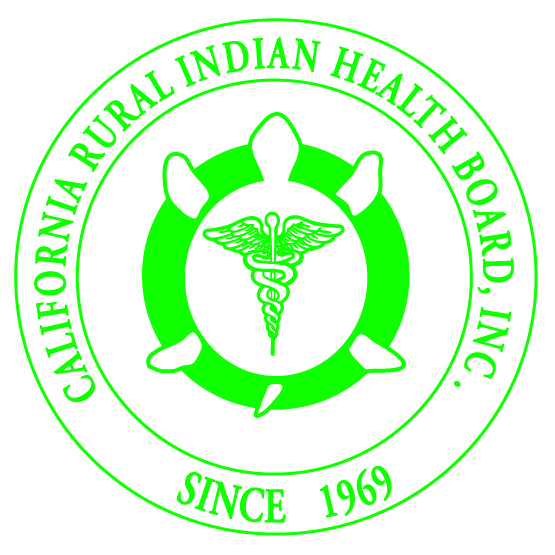 CALIFORNIA RURAL INDIAN HEALTH BOARD, INC.
SINCE 1969